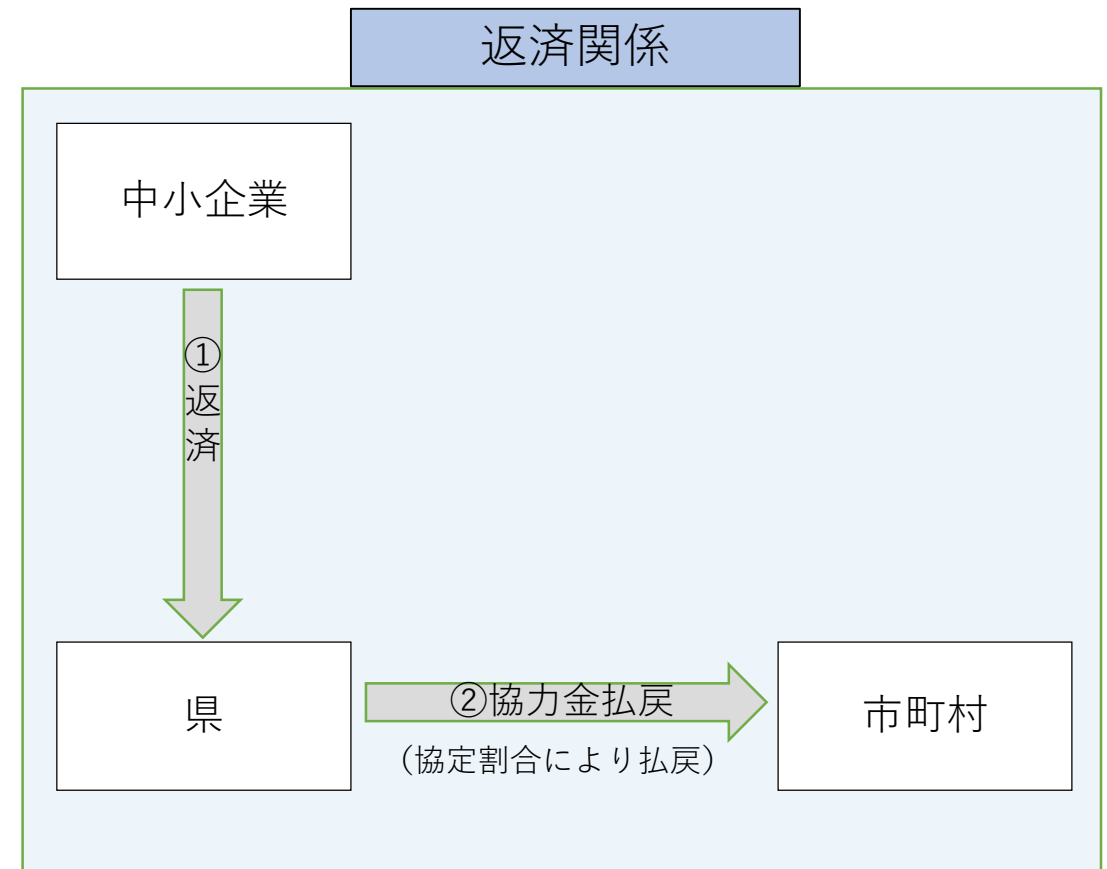 返済関係
中小企業
①
返
済
県
②協力金払戻
(協定割合により払戻)
市町村